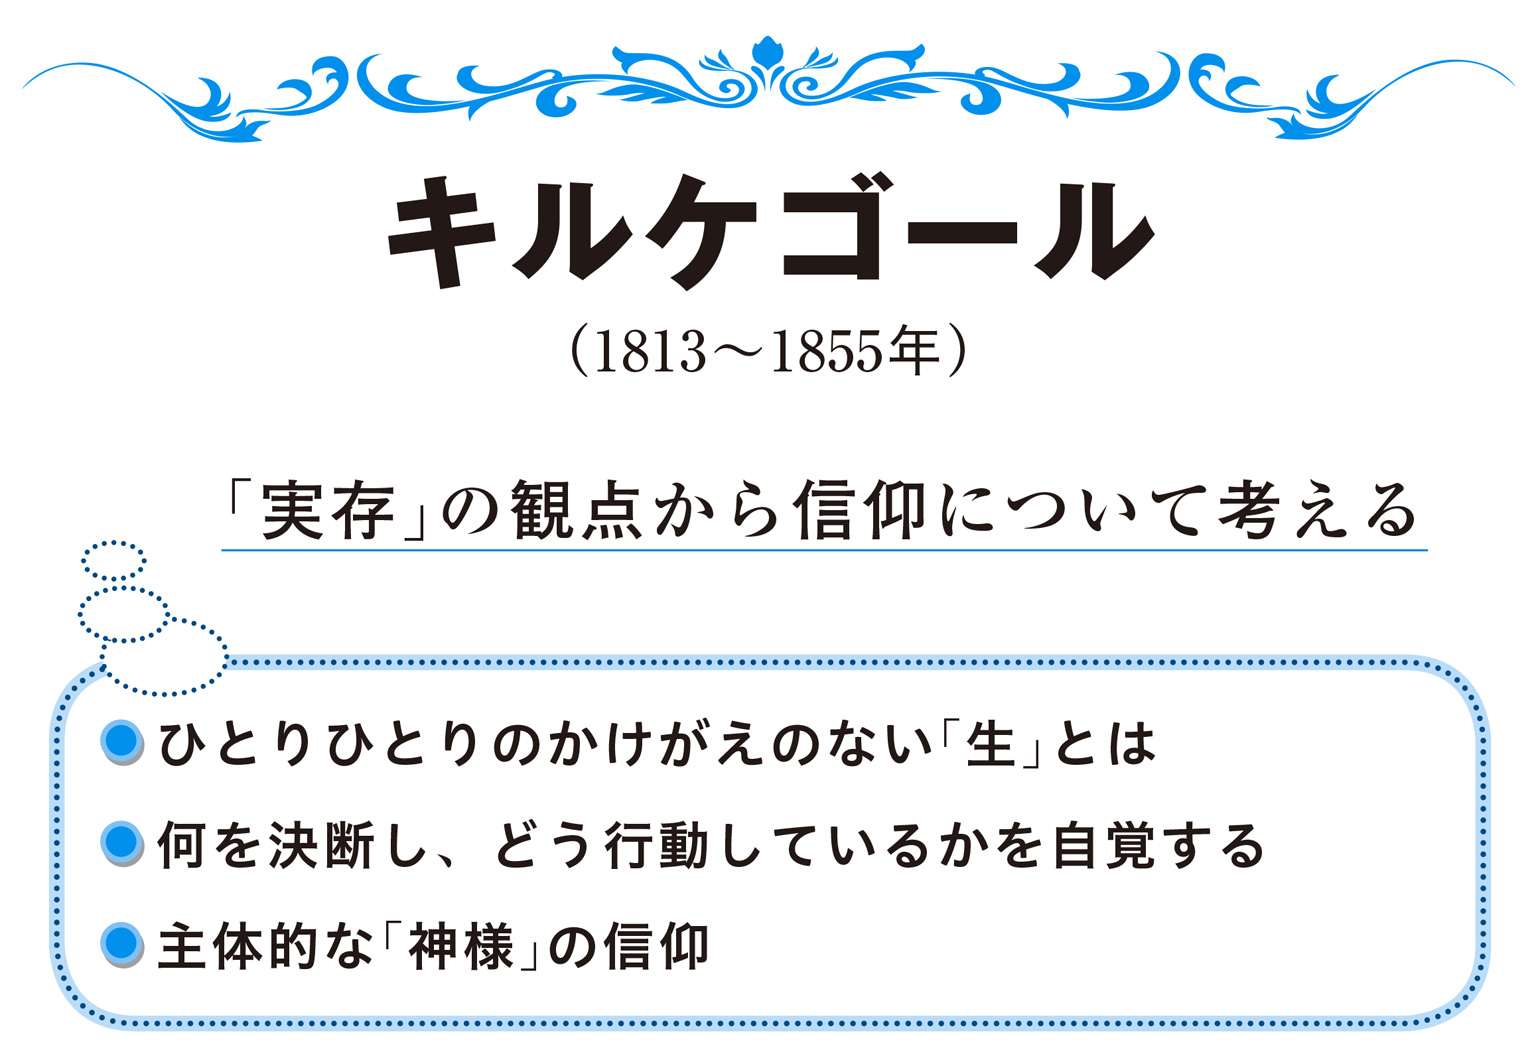 キルケゴール
（1813〜1855年）
「実存」の観点から信仰について考える
ひとりひとりのかけがえのない「生」とは
何を決断し、どう行動しているかを自覚する
主体的な「神様」の信仰